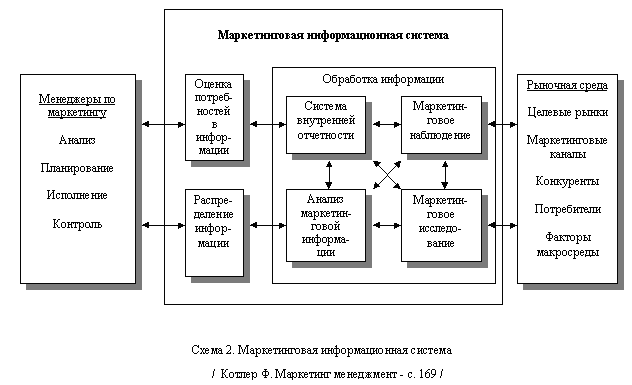 Маркетинговая информационная система
Менеджеры по
маркетингу
Анализ
Планирование
Исполнение
Контроль
Оценка
потреб-
ностей
в
инфор-
мации
Распре-
деление
инфор-
мации
Обработка информации
Система
внутренней
отчетности
Маркетин-
говое
наблюдение
Анализ
маркетин-
говой
информа-
ции
Маркетин-
говое
исследо-
вание
Рыночная среда
Целевые рынки
Маркетинговые
каналы
Конкуренты
Потребители
Факторы
макросреды
Схема 2. Маркетинговая информационная система
/ Котлер Ф. Маркетинг менеджмент - с. 169 /